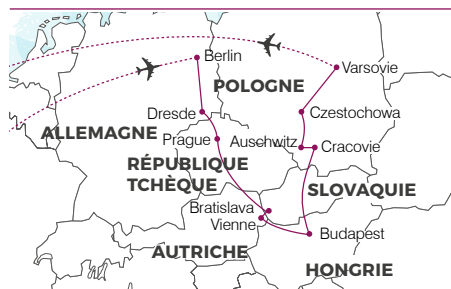 Berlin
Varsovie
POLOGNE
Dresde
Czestochowa
ALLEMAGNE
Prague
Auschwitz
Cracovie
RÉPUBLIQUE
TCHÈQUE
SLOVAQUIE
Bratislava
Vienne
Budapest
AUTRICHE
HONGRIE